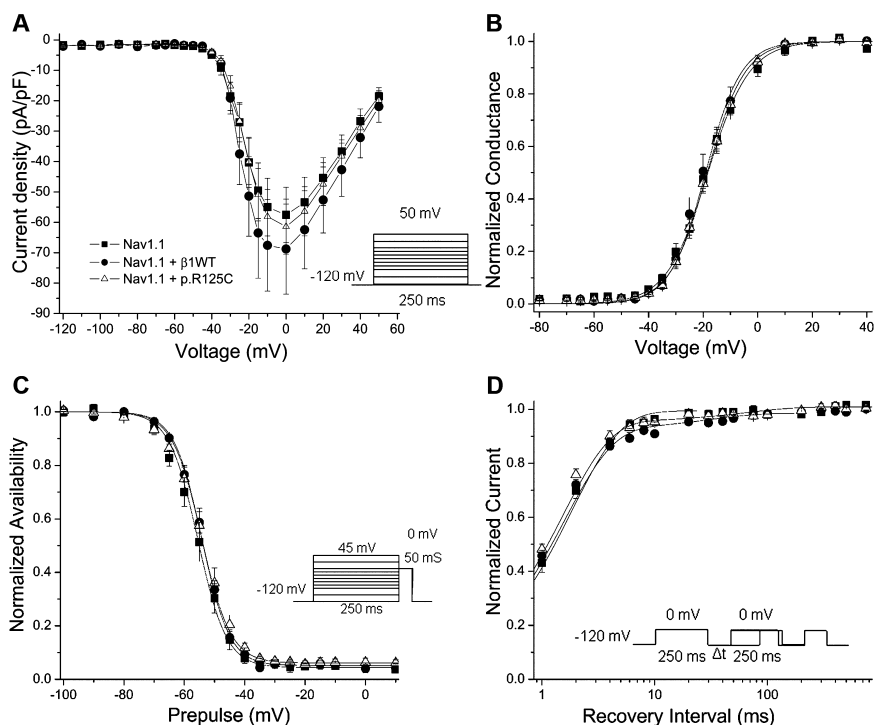 A
Current density (pA/pF)
0
-10
-20
-30
-40
-50
-60
-70
-80
-90
Nav1.1
Nav1.1 + β1WT
Nav1.1 + p.R125C
50 mV
-120 mV
250 ms
-120 -100 -80 -60 -40 -20 0 20 40 60
Voltage (mV)
B
Normalized Conductance
1.0
0.8
0.6
0.4
0.2
0.0
-80 -60 -40 -20 0 20 40
Voltage (mV)
C
Normalized Availability
1.0
0.8
0.6
0.4
0.2
0.0
0 mV
45 mV 50 mS
-120 mV
250 ms
-100 -80 -60 -40 -20 0
Prepulse (mV)
D
Normalized Current
1.0
0.8
0.6
0.4
0.2
0.0
0 mV 0 mV
-120 mV
250 ms Δt 250 ms
1 10 100
Recovery Interval (ms)